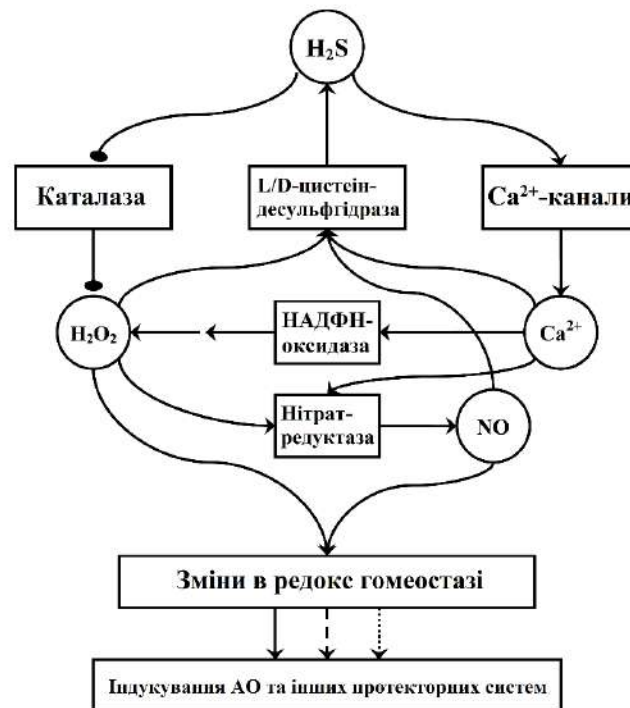 H₂S
Каталаза
L/D-цистеїн-
десульфгідраза
Ca²⁺-канали
H₂O₂
НАДФН-
оксидаза
Ca²⁺
Нітрат-
редуктаза
NO
Зміни в редокс гомеостазі
Індукування АО та інших протекторних систем